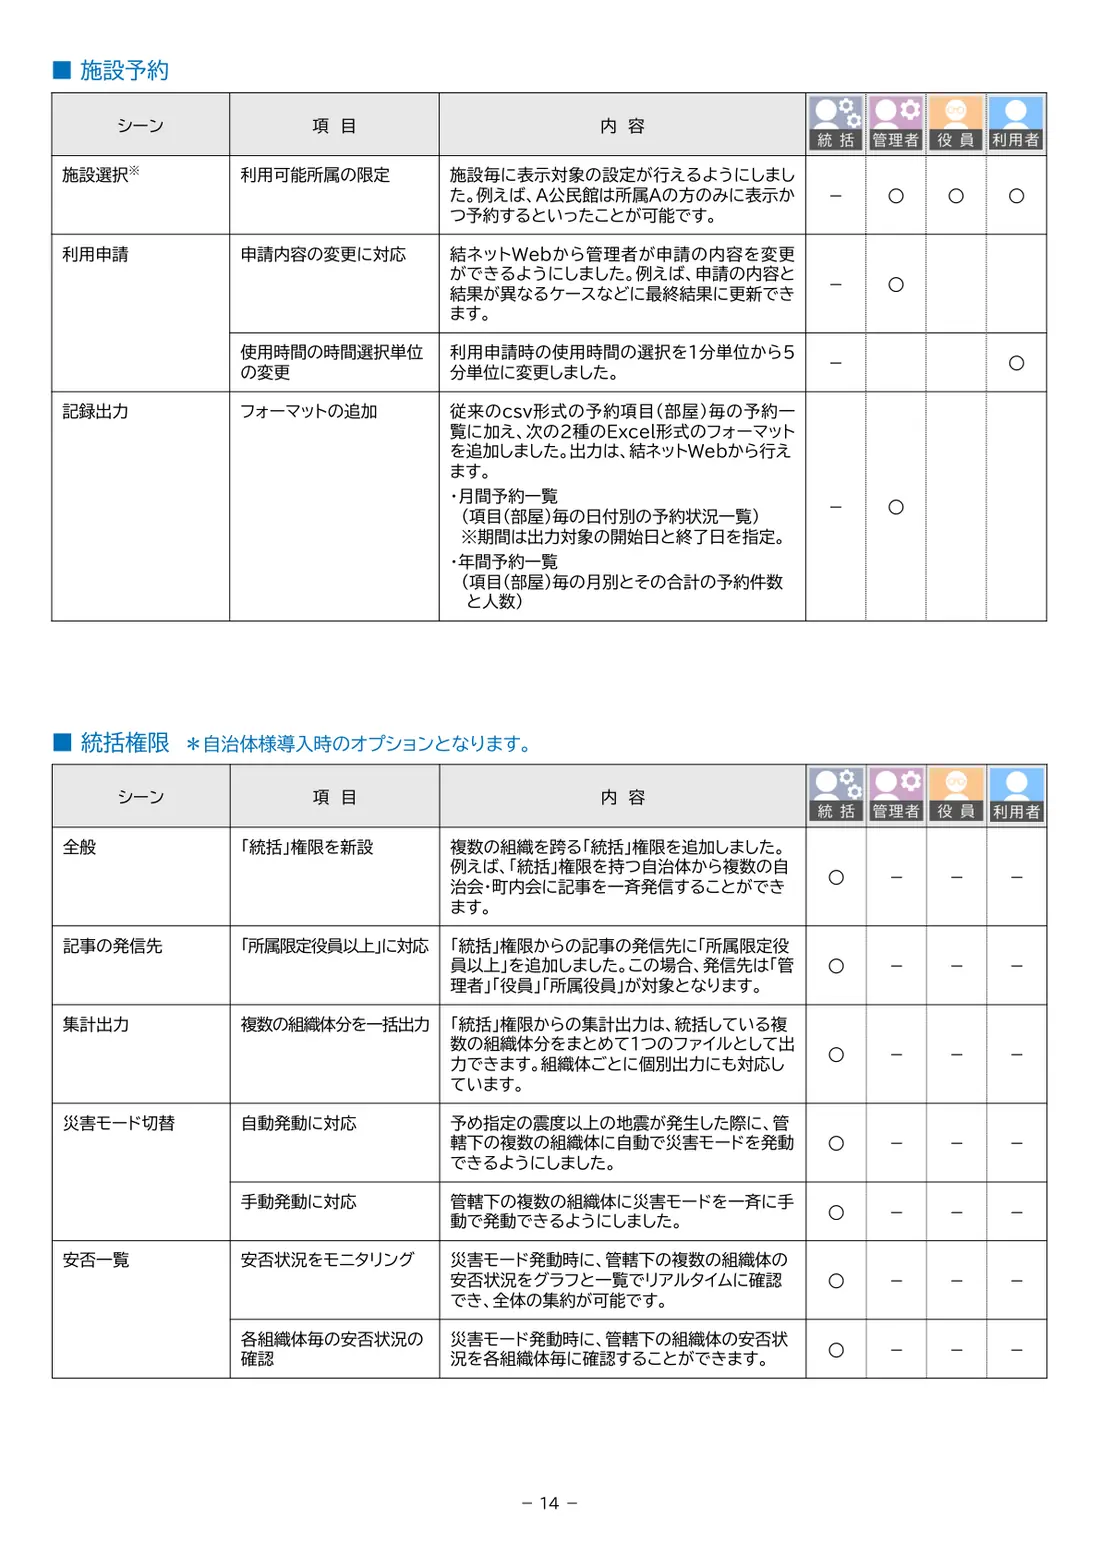 ■ 施設予約
シーン 項 目 内 容 統 括 管理者 役 員 利用者
施設選択※ 利用可能所属の限定 施設毎に表示対象の設定が行えるようにしまし
た。例えば、A公民館は所属Aの方のみに表示か
つ予約するといったことが可能です。
－ ○ ○ ○
利用申請 申請内容の変更に対応 結ネットWebから管理者が申請の内容を変更
ができるようにしました。例えば、申請の内容と
結果が異なるケースなどに最終結果に更新でき
ます。
－ ○
使用時間の時間選択単位 利用申請時の使用時間の選択を1分単位から5
の変更 分単位に変更しました。
－ ○
記録出力 フォーマットの追加 従来のcsv形式の予約項目（部屋）毎の予約一
覧に加え、次の2種のExcel形式のフォーマット
を追加しました。出力は、結ネットWebから行え
ます。
・月間予約一覧
（項目（部屋）毎の日付別の予約状況一覧）
※期間は出力対象の開始日と終了日を指定。
・年間予約一覧
（項目（部屋）毎の月別とその合計の予約件数
と人数）
－ ○
■ 統括権限 ＊自治体様導入時のオプションとなります。
シーン 項 目 内 容 統 括 管理者 役 員 利用者
全般 「統括」権限を新設 複数の組織を跨る「統括」権限を追加しました。
例えば、「統括」権限を持つ自治体から複数の自
治会・町内会に記事を一斉発信することができ
ます。
○ － － －
記事の発信先 「所属限定役員以上」に対応 「統括」権限からの記事の発信先に「所属限定役
員以上」を追加しました。この場合、発信先は「管
理者」「役員」「所属役員」が対象となります。
○ － － －
集計出力 複数の組織体分を一括出力 「統括」権限からの集計出力は、統括している複
数の組織体分をまとめて1つのファイルとして出
力できます。組織体ごとに個別出力にも対応し
ています。
○ － － －
災害モード切替 自動発動に対応 予め指定の震度以上の地震が発生した際に、管
轄下の複数の組織体に自動で災害モードを発動
できるようにしました。
○ － － －
手動発動に対応 管轄下の複数の組織体に災害モードを一斉に手
動で発動できるようにしました。
○ － － －
安否一覧 安否状況をモニタリング 災害モード発動時に、管轄下の複数の組織体の
安否状況をグラフと一覧でリアルタイムに確認
でき、全体の集約が可能です。
○ － － －
各組織体毎の安否状況の 災害モード発動時に、管轄下の組織体の安否状
確認 況を各組織体毎に確認することができます。
○ － － －
－ 14 －